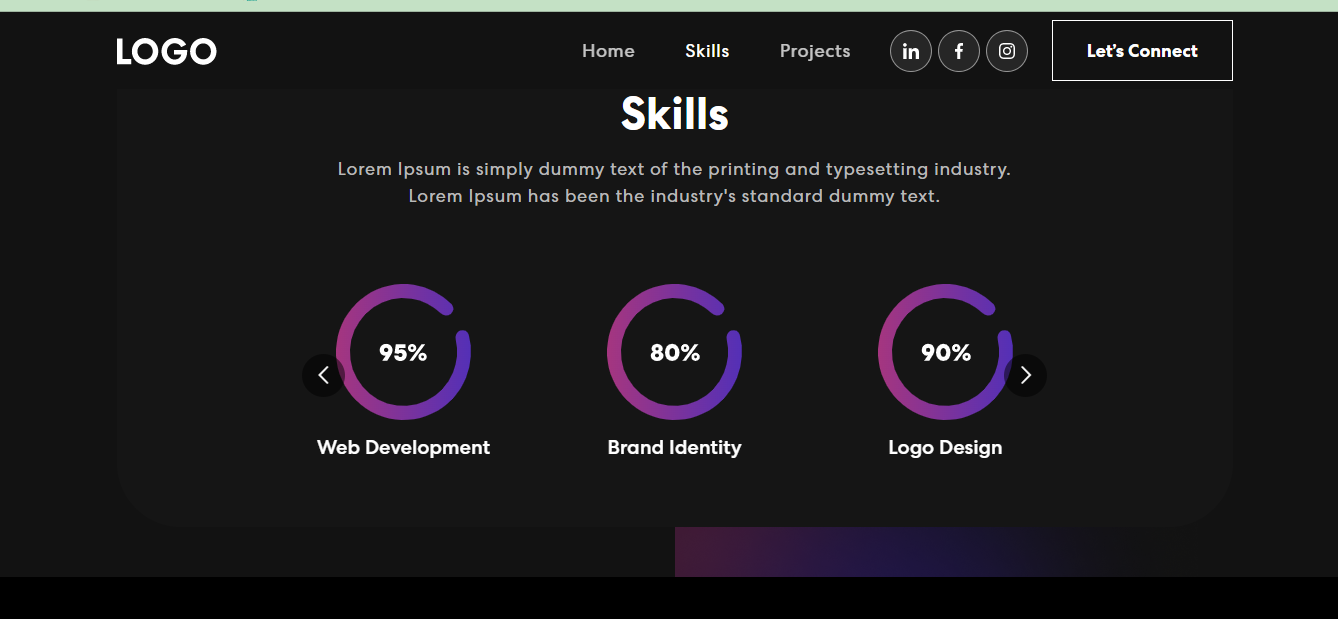 LOGO
Home
Skills
Projects
Let's Connect
Skills
Lorem Ipsum is simply dummy text of the printing and typesetting industry.
Lorem Ipsum has been the industry's standard dummy text.
95%
80%
90%
Web Development
Brand Identity
Logo Design